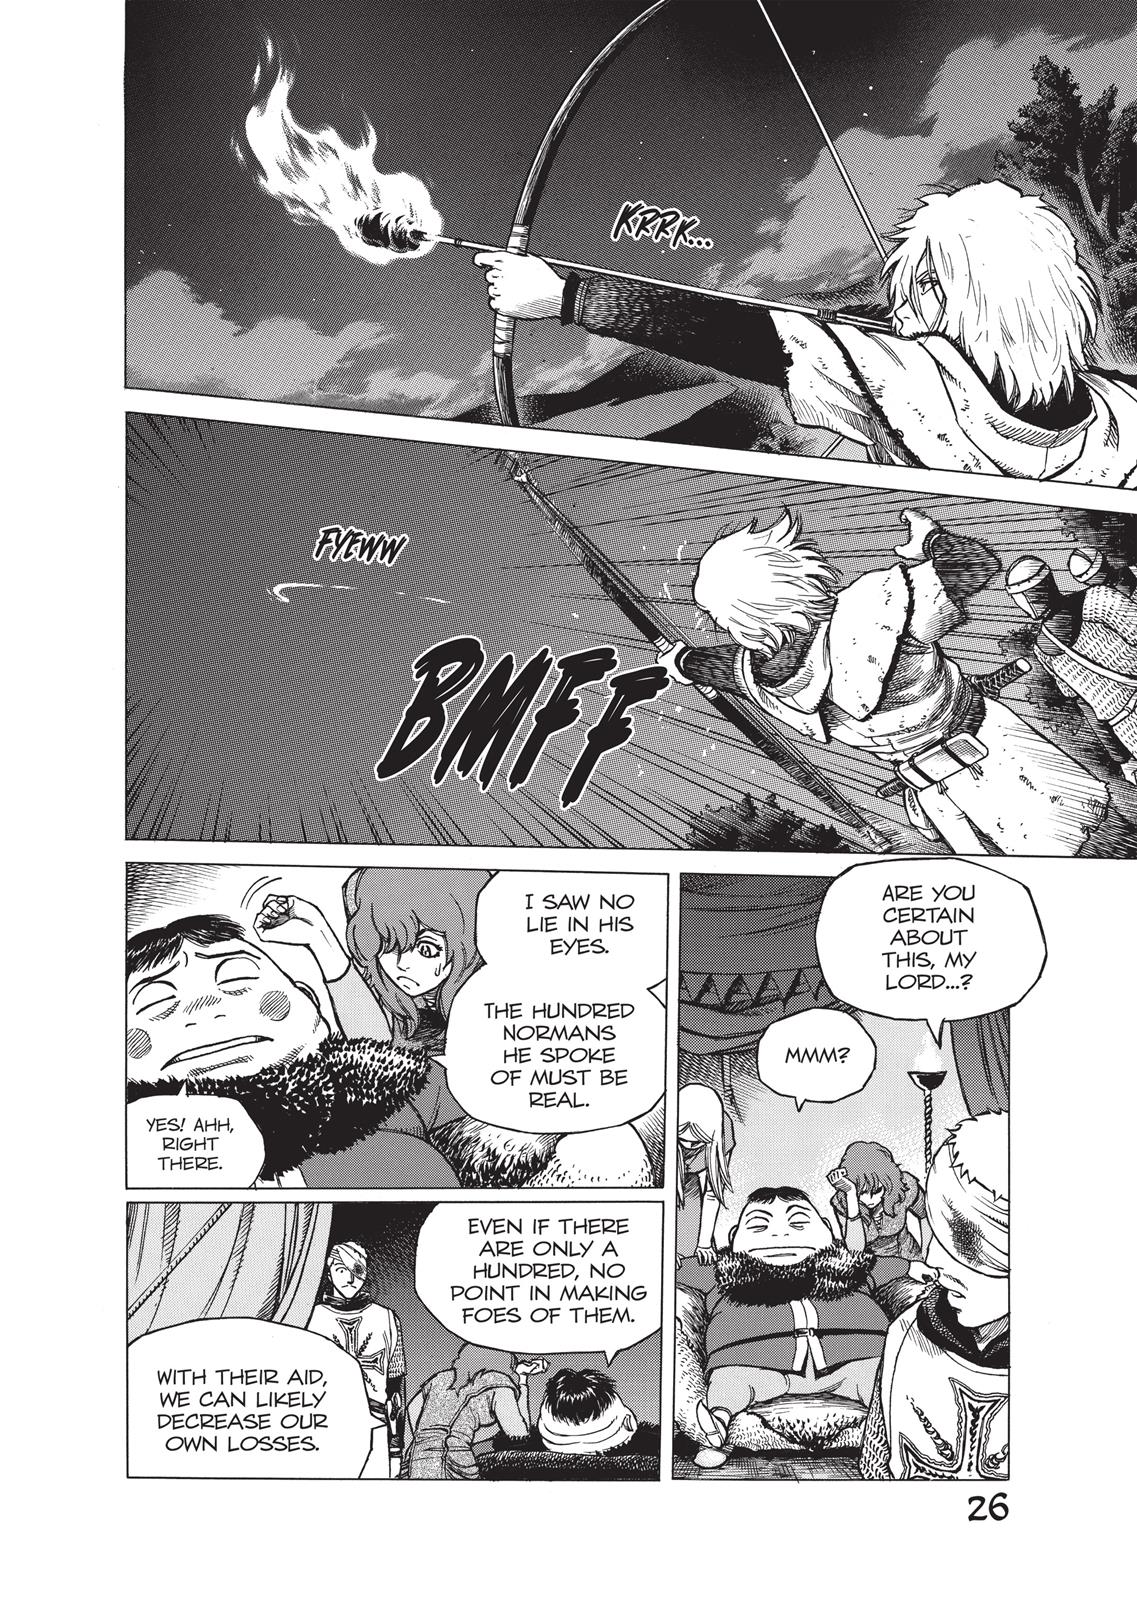 KRRK...
FYEWW
BMFF
ARE YOU
CERTAIN
ABOUT
THIS, MY
LORD...?
MMM?
I SAW NO
LIE IN HIS
EYES.
THE HUNDRED
NORMANS
HE SPOKE
OF MUST BE
REAL.
YES! AHH,
RIGHT
THERE.
EVEN IF THERE
ARE ONLY A
HUNDRED, NO
POINT IN MAKING
FOES OF THEM.
WITH THEIR AID,
WE CAN LIKELY
DECREASE OUR
OWN LOSSES.
26